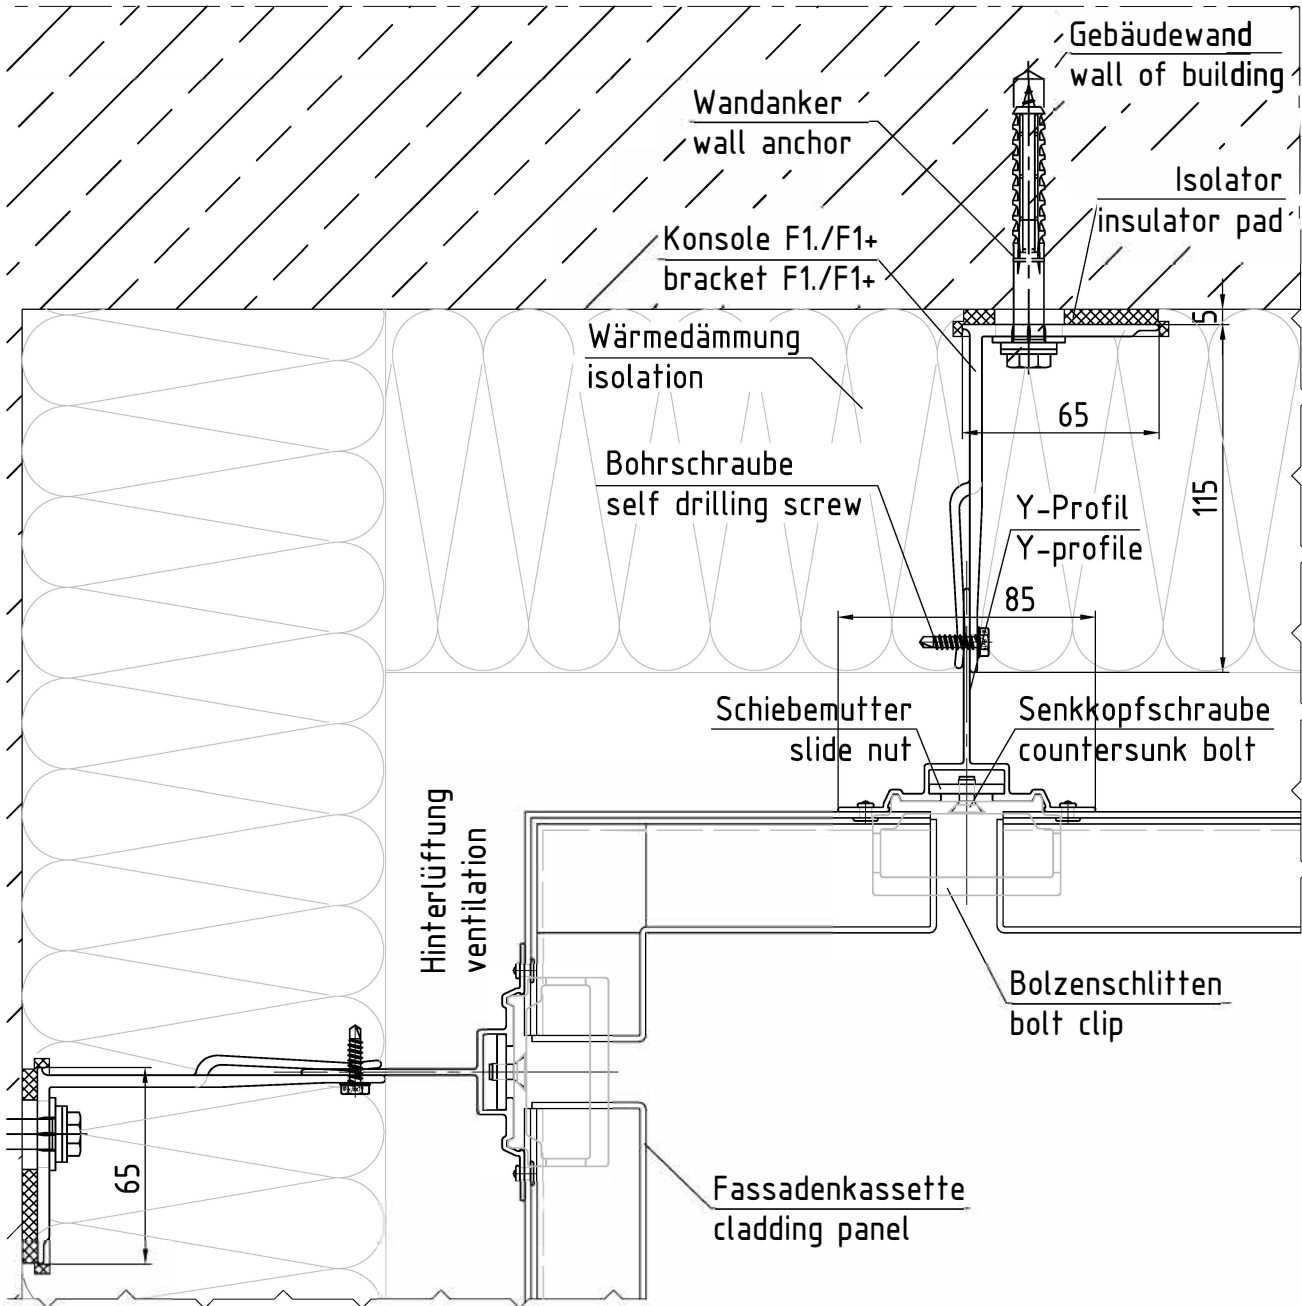 Gebäudewand
wall of building
Wandanker
wall anchor
Isolator
insulator pad
Konsole F1./F1+
bracket F1./F1+
5
Wärmedämmung
isolation
65
Bohrschraube
self drilling screw
115
Y-Profil
Y-profile
85
Schiebemutter
slide nut
Senkkopfschraube
countersunk bolt
Hinterlüftung
ventilation
Bolzenschlitten
bolt clip
65
Fassadenkassette
cladding panel